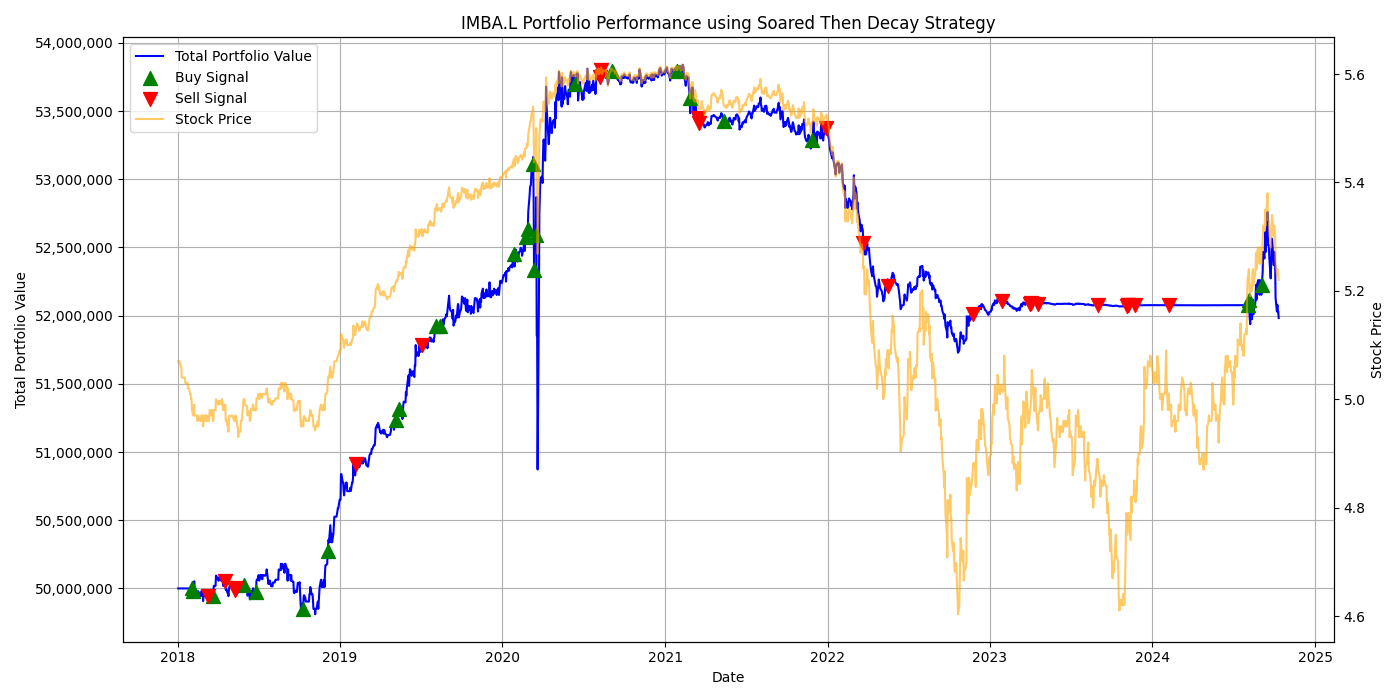 IMBA.L Portfolio Performance using Soared Then Decay Strategy
Total Portfolio Value
Buy Signal
Sell Signal
Stock Price
54,000,000
53,500,000
53,000,000
52,500,000
52,000,000
51,500,000
51,000,000
50,500,000
50,000,000
Total Portfolio Value
5.6
5.4
5.2
5.0
4.8
4.6
Stock Price
2018
2019
2020
2021
2022
2023
2024
2025
Date